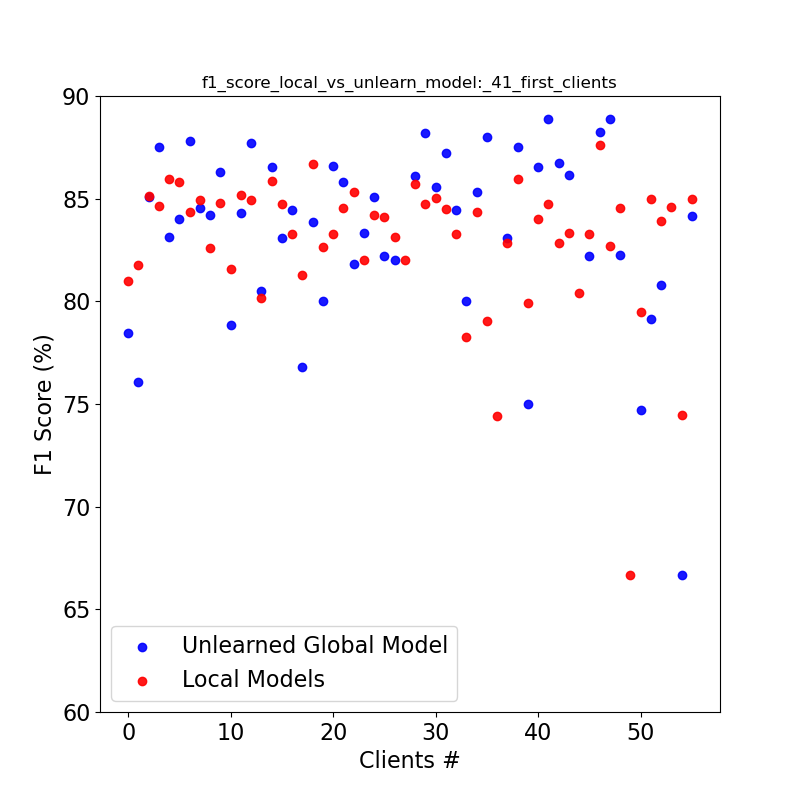 f1_score_local_vs_unlearn_model:_41_first_clients
90
85
80
75
70
65
60
F1 Score (%)
Unlearned Global Model
Local Models
0 10 20 30 40 50
Clients #